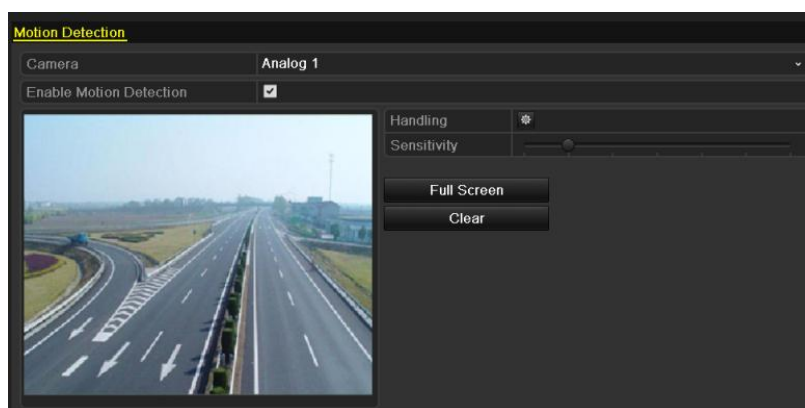 Motion Detection
Camera Analog 1
Enable Motion Detection
Handling
Sensitivity
Full Screen
Clear